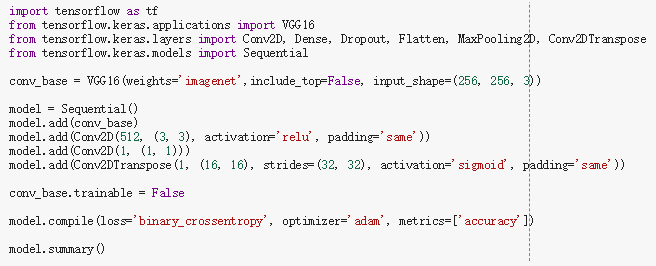 import tensorflow as tf
from tensorflow.keras.applications import VGG16
from tensorflow.keras.layers import Conv2D, Dense, Dropout, Flatten, MaxPooling2D, Conv2DTranspose
from tensorflow.keras.models import Sequential
conv_base = VGG16(weights='imagenet',include_top=False, input_shape=(256, 256, 3))
model = Sequential()
model.add(conv_base)
model.add(Conv2D(512, (3, 3), activation='relu', padding='same'))
model.add(Conv2D(1, (1, 1)))
model.add(Conv2DTranspose(1, (16, 16), strides=(32, 32), activation='sigmoid', padding='same'))
conv_base.trainable = False
model.compile(loss='binary_crossentropy', optimizer='adam', metrics=['accuracy'])
model.summary()